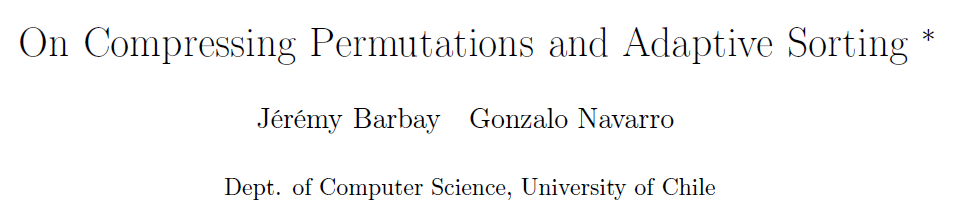 On Compressing Permutations and Adaptive Sorting *
Jérémy Barbay Gonzalo Navarro
Dept. of Computer Science, University of Chile